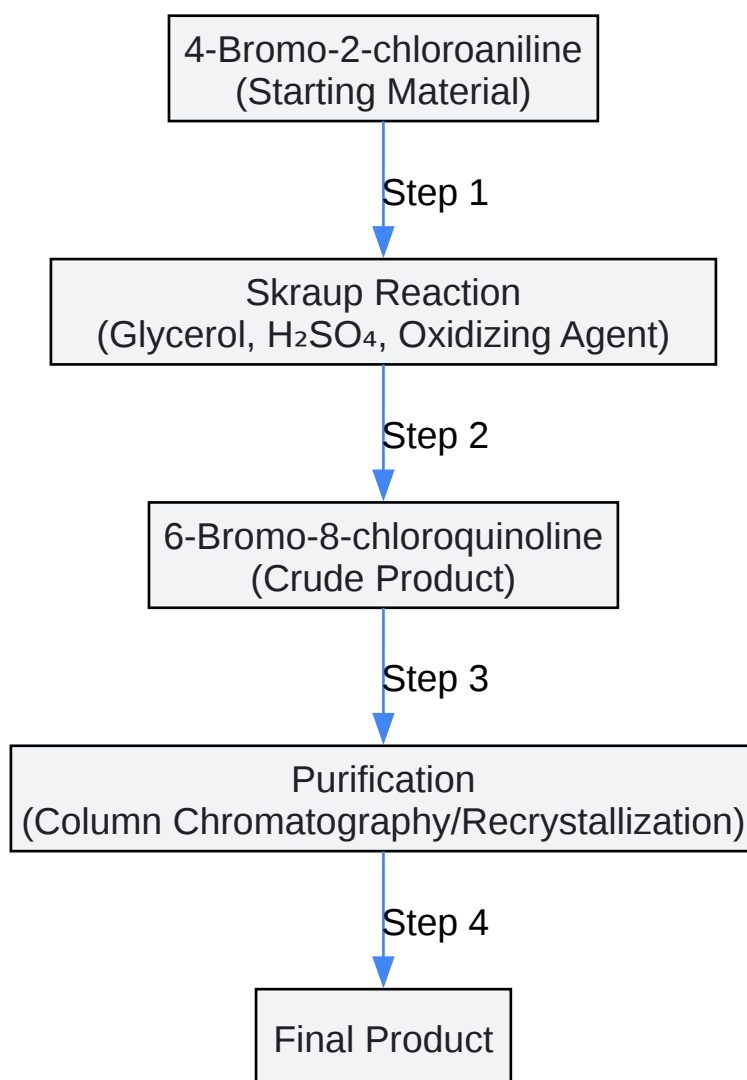 4-Bromo-2-chloroaniline
(Starting Material)
Step 1
Skraup Reaction
(Glycerol, H₂SO₄, Oxidizing Agent)
Step 2
6-Bromo-8-chloroquinoline
(Crude Product)
Step 3
Purification
(Column Chromatography/Recrystallization)
Step 4
Final Product